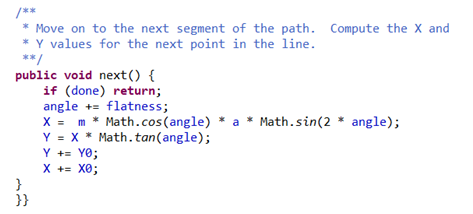 /**
* Move on to the next segment of the path.  Compute the X and
* Y values for the next point in the line.
**/
public void next() {
if (done) return;
angle += flatness;
X =  m * Math.cos(angle) * a * Math.sin(2 * angle);
Y = X * Math.tan(angle);
Y += Y0;
X += X0;
}
}}